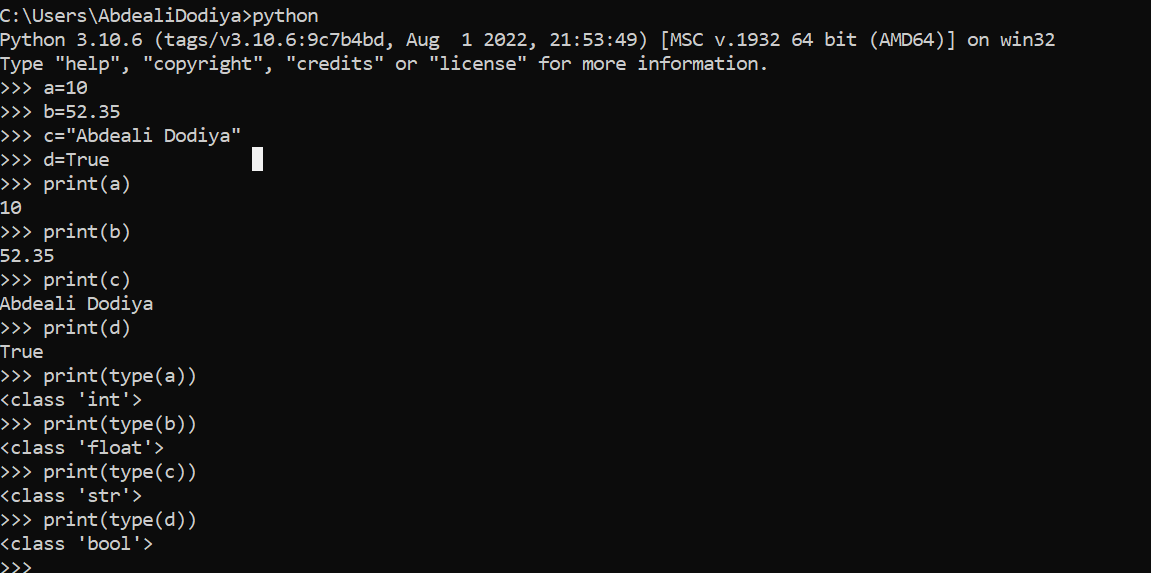 C:\Users\AbdealiDodiya>python
Python 3.10.6 (tags/v3.10.6:9c7b4bd, Aug  1 2022, 21:53:49) [MSC v.1932 64 bit (AMD64)] on win32
Type "help", "copyright", "credits" or "license" for more information.
>>> a=10
>>> b=52.35
>>> c="Abdeali Dodiya"
>>> d=True
>>> print(a)
10
>>> print(b)
52.35
>>> print(c)
Abdeali Dodiya
>>> print(d)
True
>>> print(type(a))
<class 'int'>
>>> print(type(b))
<class 'float'>
>>> print(type(c))
<class 'str'>
>>> print(type(d))
<class 'bool'>
>>>